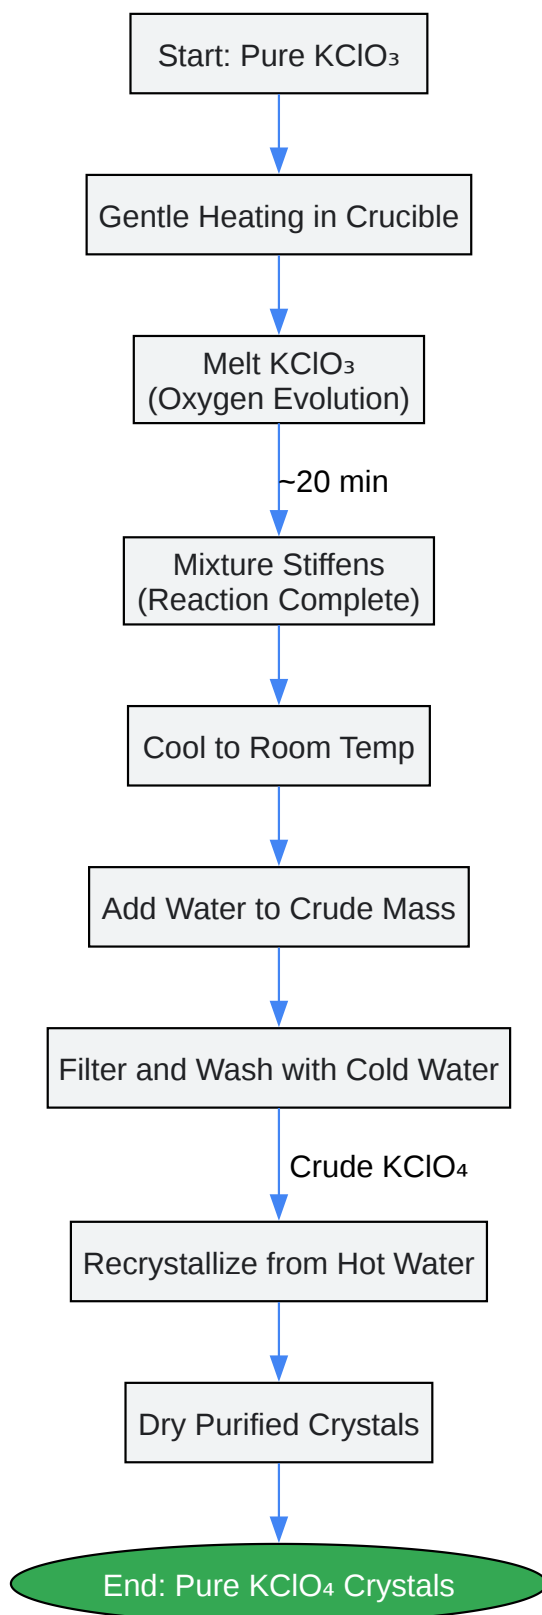 Start: Pure KClO₃
Gentle Heating in Crucible
Melt KClO₃
(Oxygen Evolution)
~20 min
Mixture Stiffens
(Reaction Complete)
Cool to Room Temp
Add Water to Crude Mass
Filter and Wash with Cold Water
Crude KClO₄
Recrystallize from Hot Water
Dry Purified Crystals
End: Pure KClO₄ Crystals